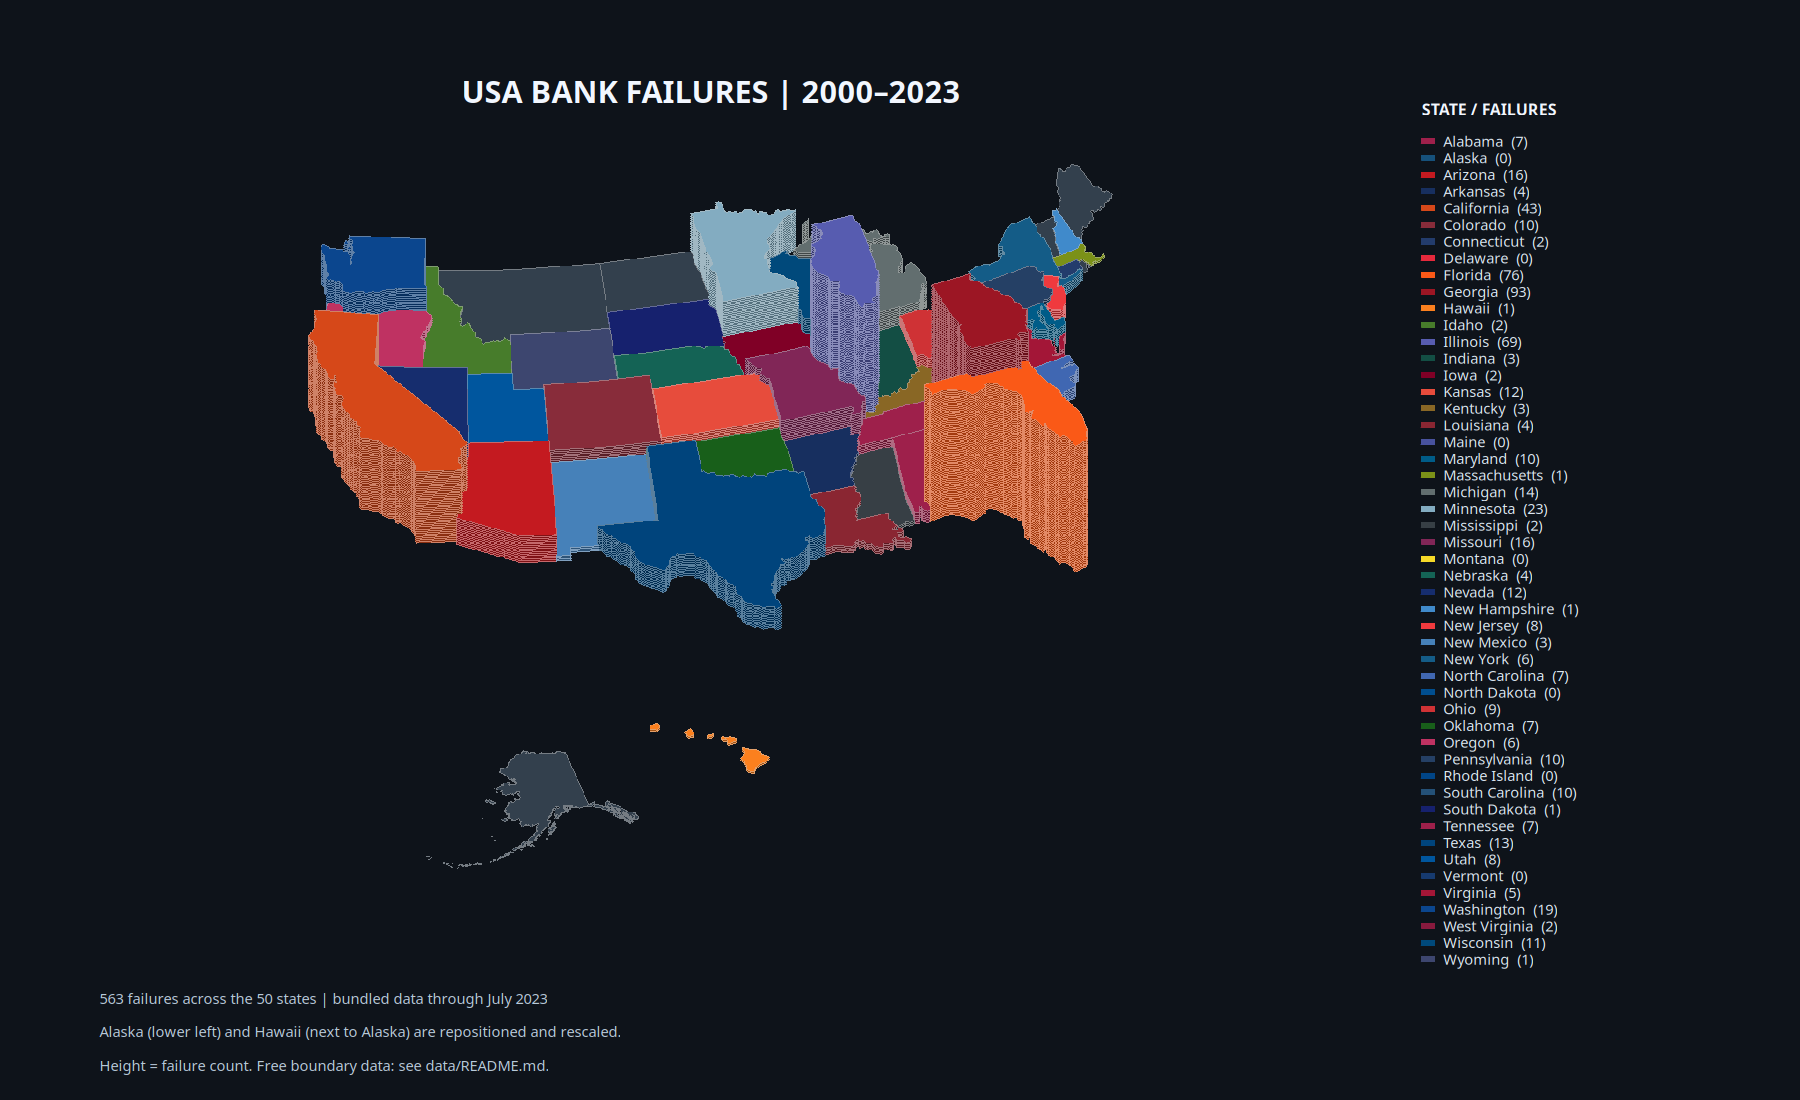 USA BANK FAILURES | 2000–2023
STATE / FAILURES
Alabama (7)
Alaska (0)
Arizona (16)
Arkansas (4)
California (43)
Colorado (10)
Connecticut (2)
Delaware (0)
Florida (76)
Georgia (93)
Hawaii (1)
Idaho (2)
Illinois (69)
Indiana (3)
Iowa (2)
Kansas (12)
Kentucky (3)
Louisiana (4)
Maine (0)
Maryland (10)
Massachusetts (1)
Michigan (14)
Minnesota (23)
Mississippi (2)
Missouri (16)
Montana (0)
Nebraska (4)
Nevada (12)
New Hampshire (1)
New Jersey (8)
New Mexico (3)
New York (6)
North Carolina (7)
North Dakota (0)
Ohio (9)
Oklahoma (7)
Oregon (6)
Pennsylvania (10)
Rhode Island (0)
South Carolina (10)
South Dakota (1)
Tennessee (7)
Texas (13)
Utah (8)
Vermont (0)
Virginia (5)
Washington (19)
West Virginia (2)
Wisconsin (11)
Wyoming (1)
563 failures across the 50 states | bundled data through July 2023
Alaska (lower left) and Hawaii (next to Alaska) are repositioned and rescaled.
Height = failure count. Free boundary data: see data/README.md.